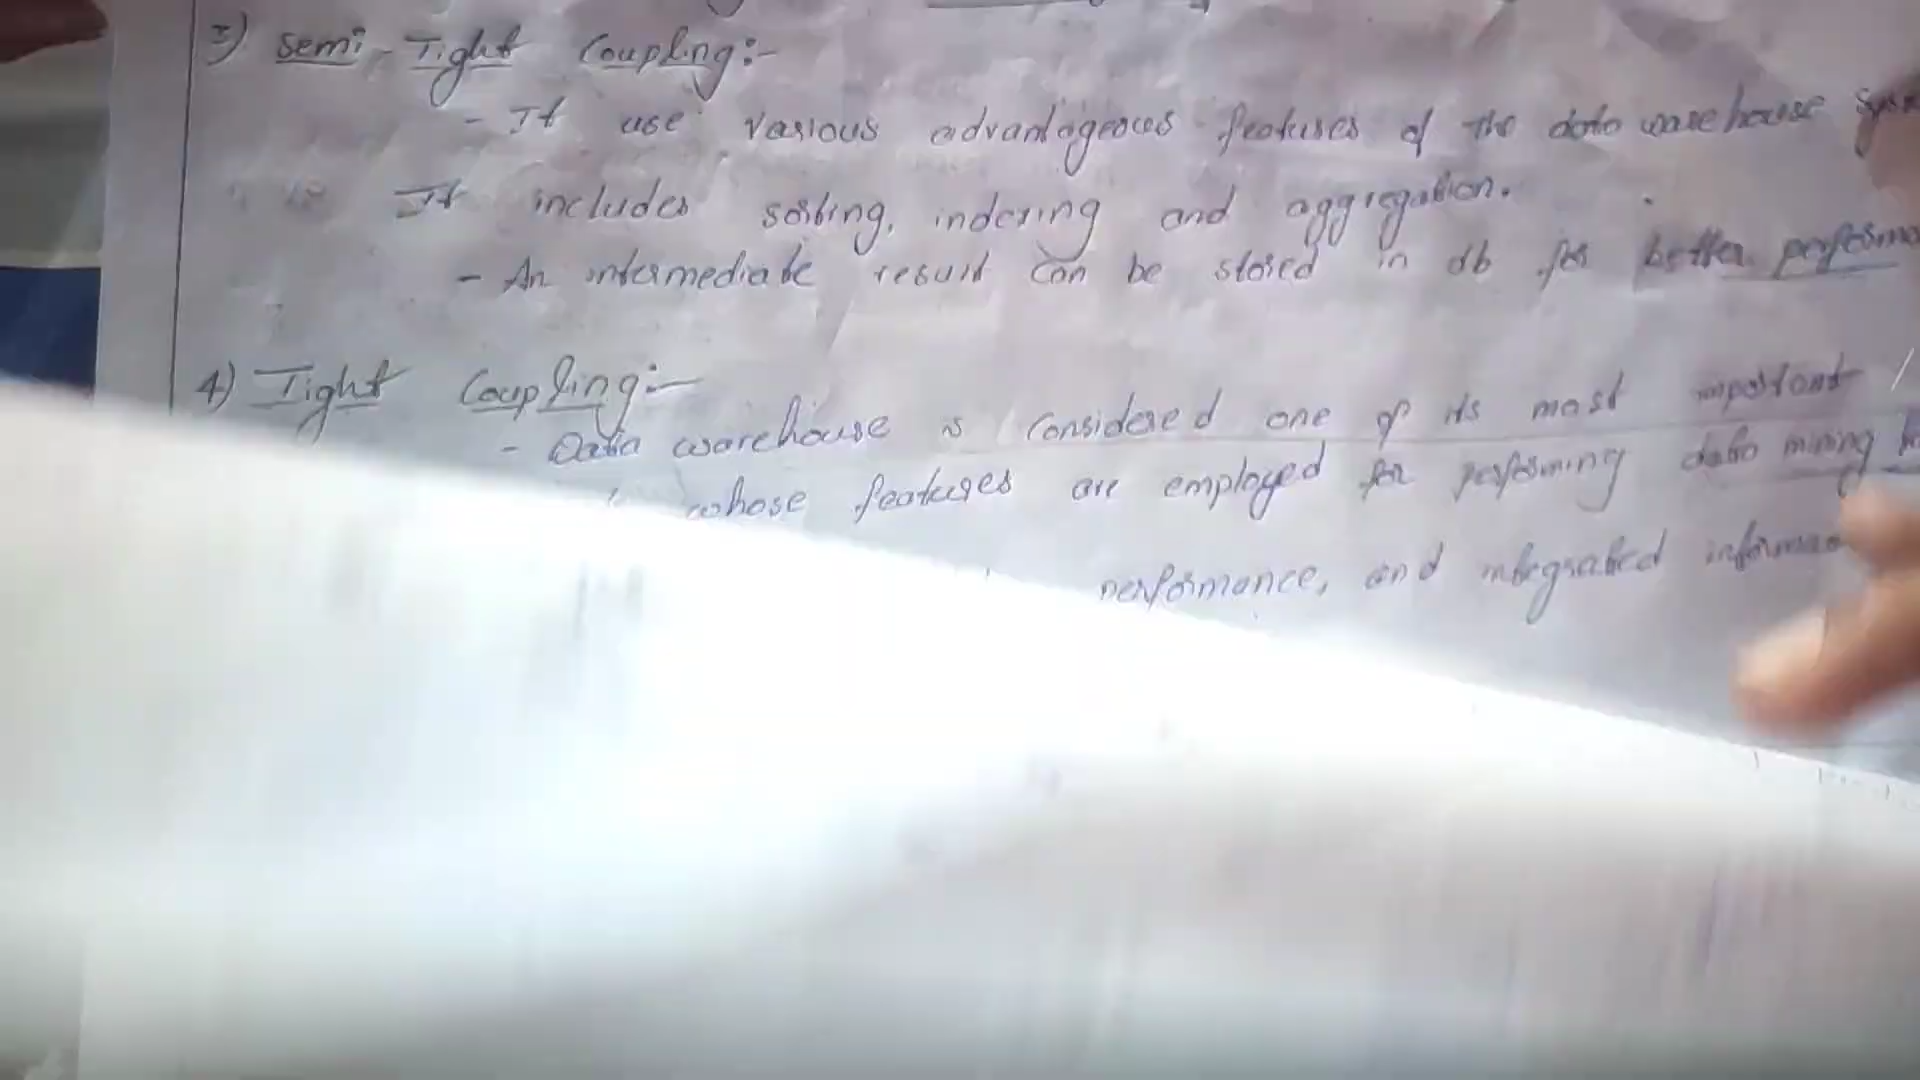 3) Semi-Tight Coupling:-
- It use various advantageous features of the data warehouse
It includes sorting, indexing and aggregation.
- An intermediate result can be stored in db for better
4) Tight Coupling:-
- Data warehouse is considered one of its most important
whose features are employed for performing data mining
performance, and integrated